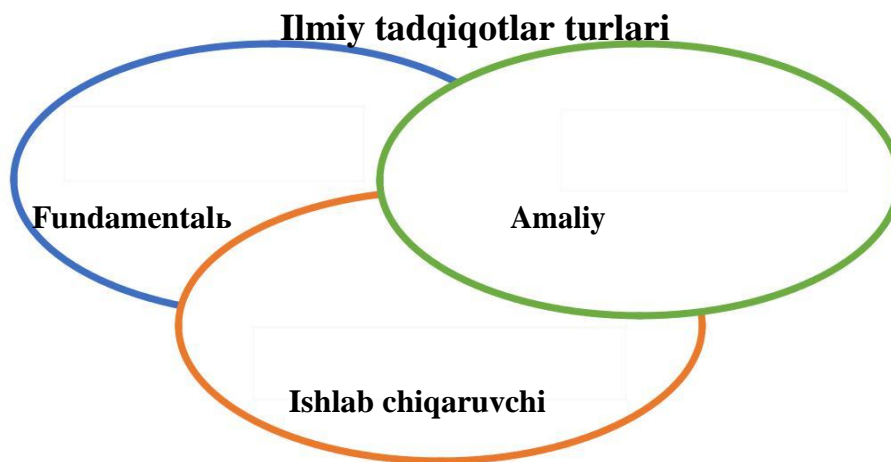 Ilmiy tadqiqotlar turlari
Fundamentalь
Amaliy
Ishlab chiqaruvchi